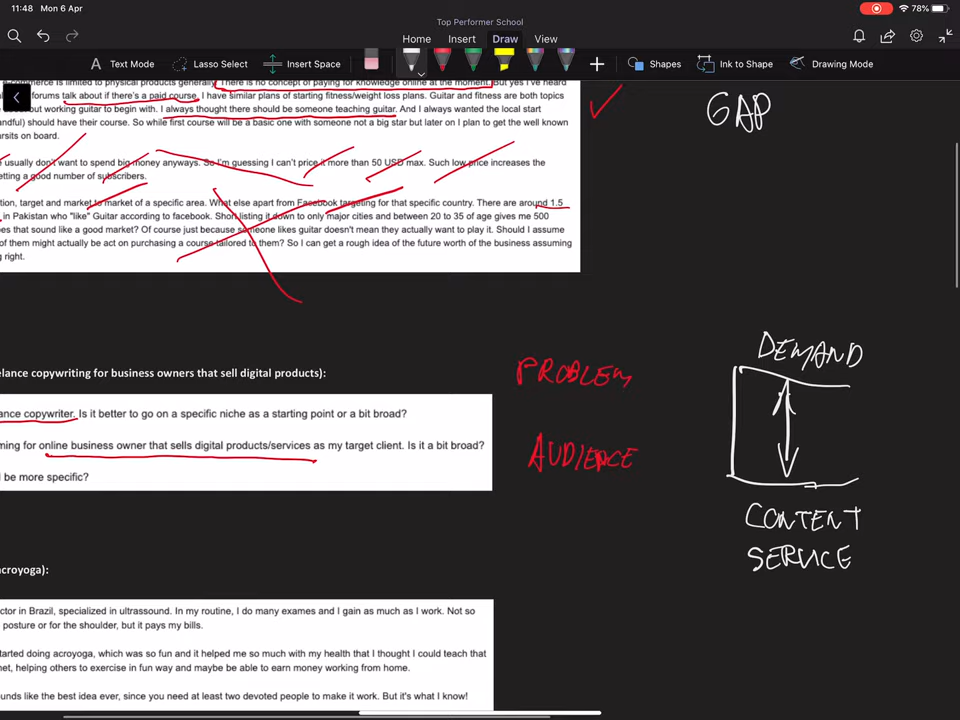 11:48 Mon 6 Apr
78%
Top Performer School
Home Insert Draw View
Text Mode Lasso Select Insert Space Shapes Ink to Shape Drawing Mode
is limited to physical products generally. There is no concept of paying for knowledge online at the moment. But yes I've heard
forums talk about if there's a paid course. I have similar plans of starting fitness/weight loss plans. Guitar and fitness are both topics
working guitar to begin with. I always thought there should be someone teaching guitar. And I always wanted the local start
andful) should have their course. So while first course will be a basic one with someone not a big star but later on I plan to get the well known
arsits on board.
usually don't want to spend big money anyways. So I'm guessing I can't price it more than 50 USD max. Such low price increases the
etting a good number of subscribers.
tion, target and market to market of a specific area. What else apart from Facebook targeting for that specific country. There are around 1.5
in Pakistan who "like" Guitar according to facebook. Short listing it down to only major cities and between 20 to 35 of age gives me 500
es that sound like a good market? Of course just because someone likes guitar doesn't mean they actually want to play it. Should I assume
of them might actually be act on purchasing a course tailored to them? So I can get a rough idea of the future worth of the business assuming
g right.
GAP
elance copywriting for business owners that sell digital products):
ance copywriter. Is it better to go on a specific niche as a starting point or a bit broad?
ming for online business owner that sells digital products/services as my target client. Is it a bit broad?
l be more specific?
PROBLEM
AUDIENCE
DEMAND
CONTENT
SERVICE
acroyoga):
ctor in Brazil, specialized in ultrassound. In my routine, I do many exames and I gain as much as I work. Not so
posture or for the shoulder, but it pays my bills.
started doing acroyoga, which was so fun and it helped me so much with my health that I thought I could teach that
net, helping others to exercise in fun way and maybe be able to earn money working from home.
unds like the best idea ever, since you need at least two devoted people to make it work. But it's what I know!